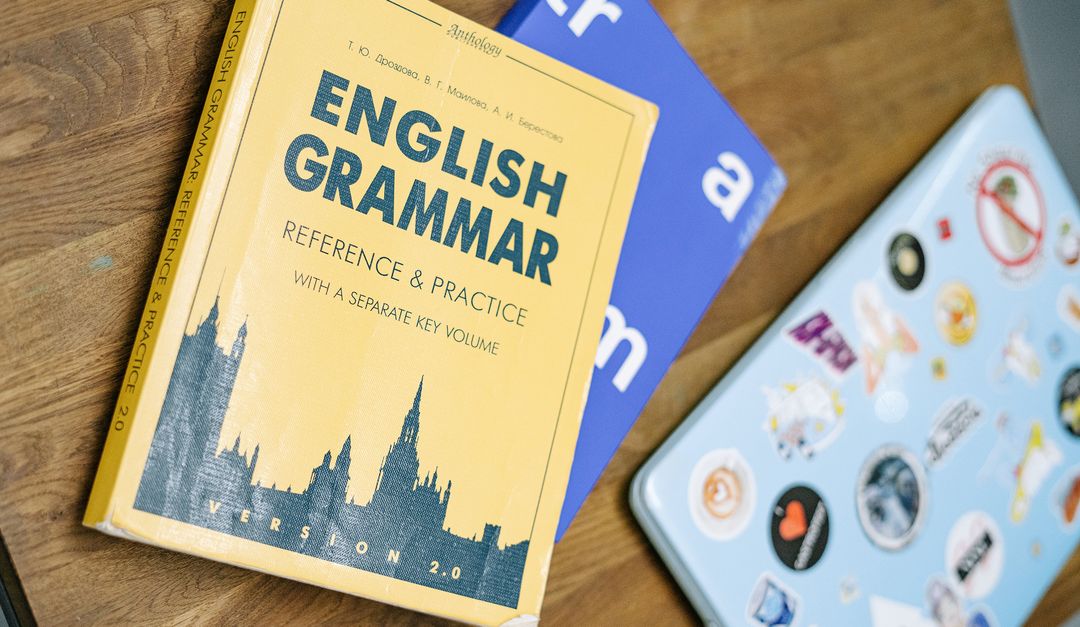 ENGLISH GRAMMAR: REFERENCE & PRACTICE 2.0
Anthology
Т. Ю. Дроздова, В. Г. Маилова, А. И. Берестова
ENGLISH
GRAMMAR
REFERENCE & PRACTICE
WITH A SEPARATE KEY VOLUME
VERSION 2.0
r
a
m